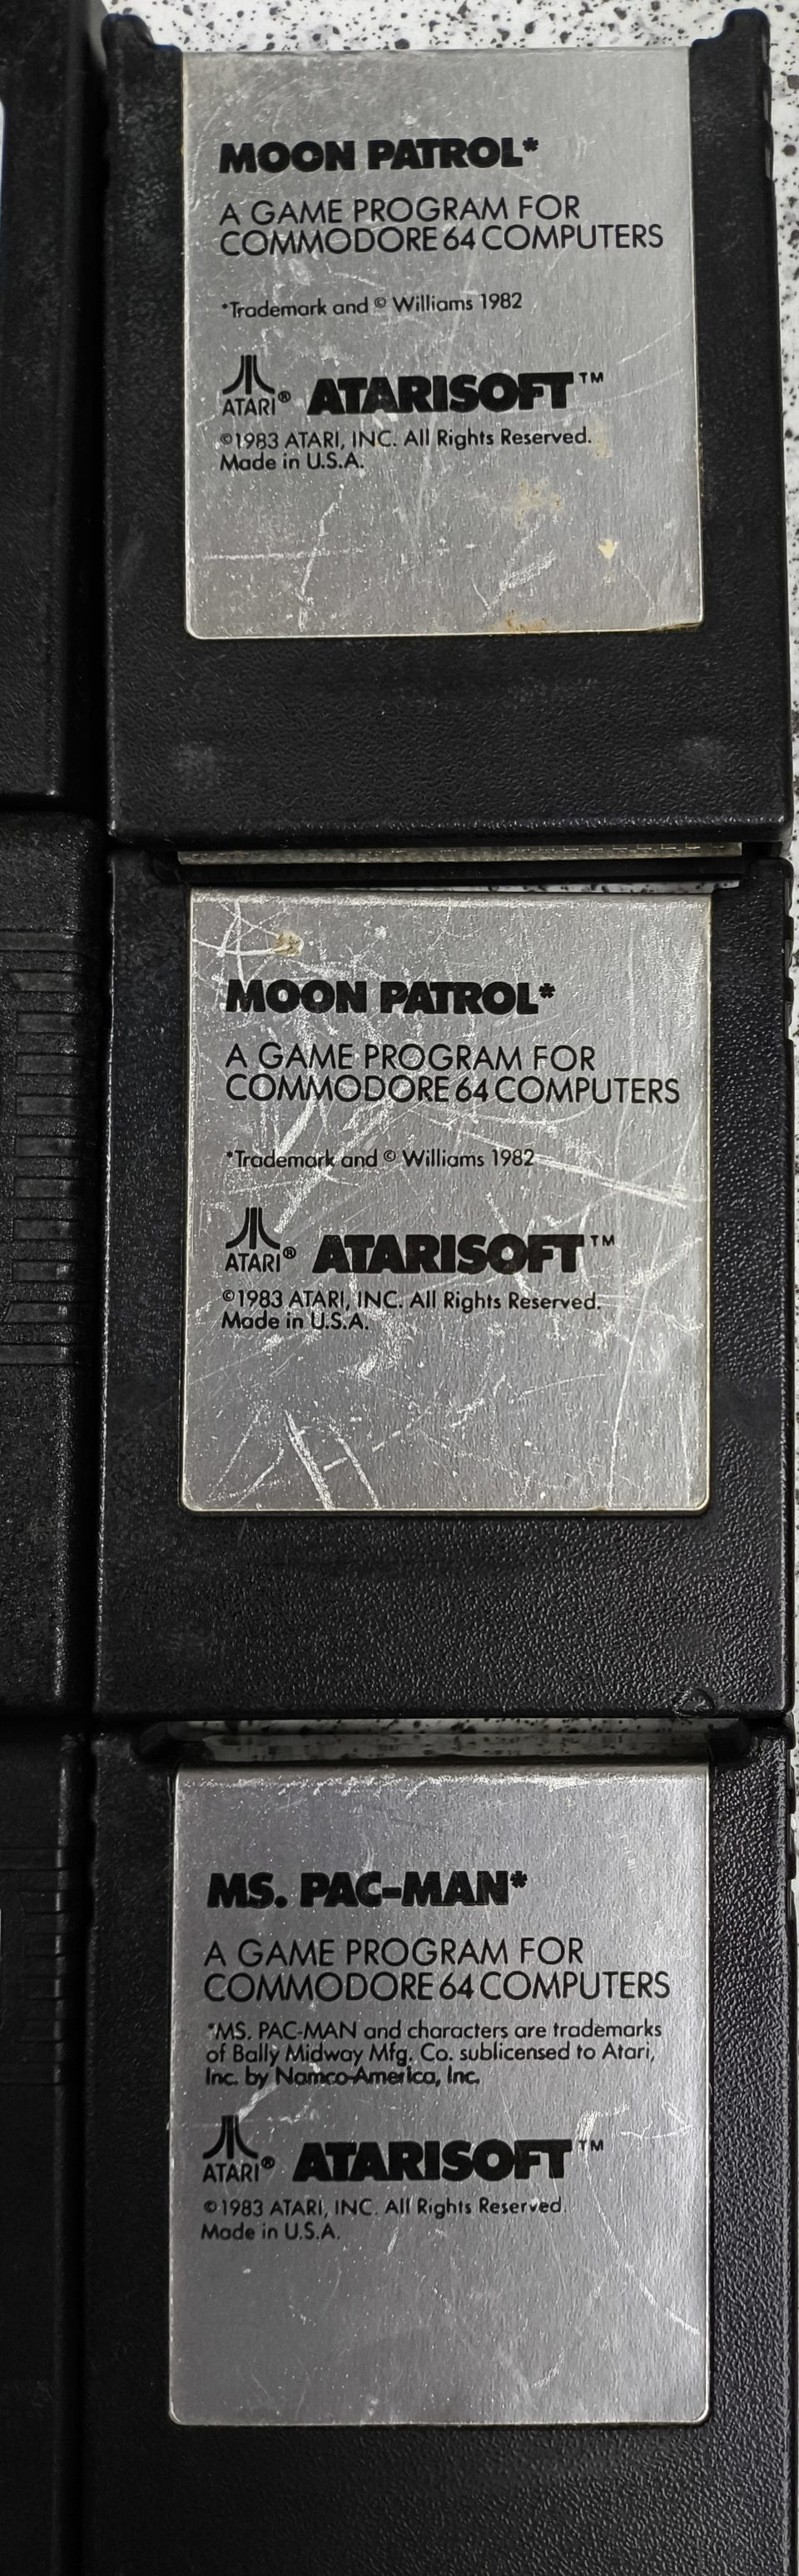 MOON PATROL*
A GAME PROGRAM FOR
COMMODORE 64 COMPUTERS
*Trademark and © Williams 1982
ATARI® ATARISOFT™
©1983 ATARI, INC. All Rights Reserved.
Made in U.S.A.
MOON PATROL*
A GAME PROGRAM FOR
COMMODORE 64 COMPUTERS
*Trademark and © Williams 1982
ATARI® ATARISOFT™
©1983 ATARI, INC. All Rights Reserved.
Made in U.S.A.
MS. PAC-MAN*
A GAME PROGRAM FOR
COMMODORE 64 COMPUTERS
*MS. PAC-MAN and characters are trademarks
of Bally Midway Mfg. Co. sublicensed to Atari,
Inc. by Namco-America, Inc.
ATARI® ATARISOFT™
©1983 ATARI, INC. All Rights Reserved.
Made in U.S.A.